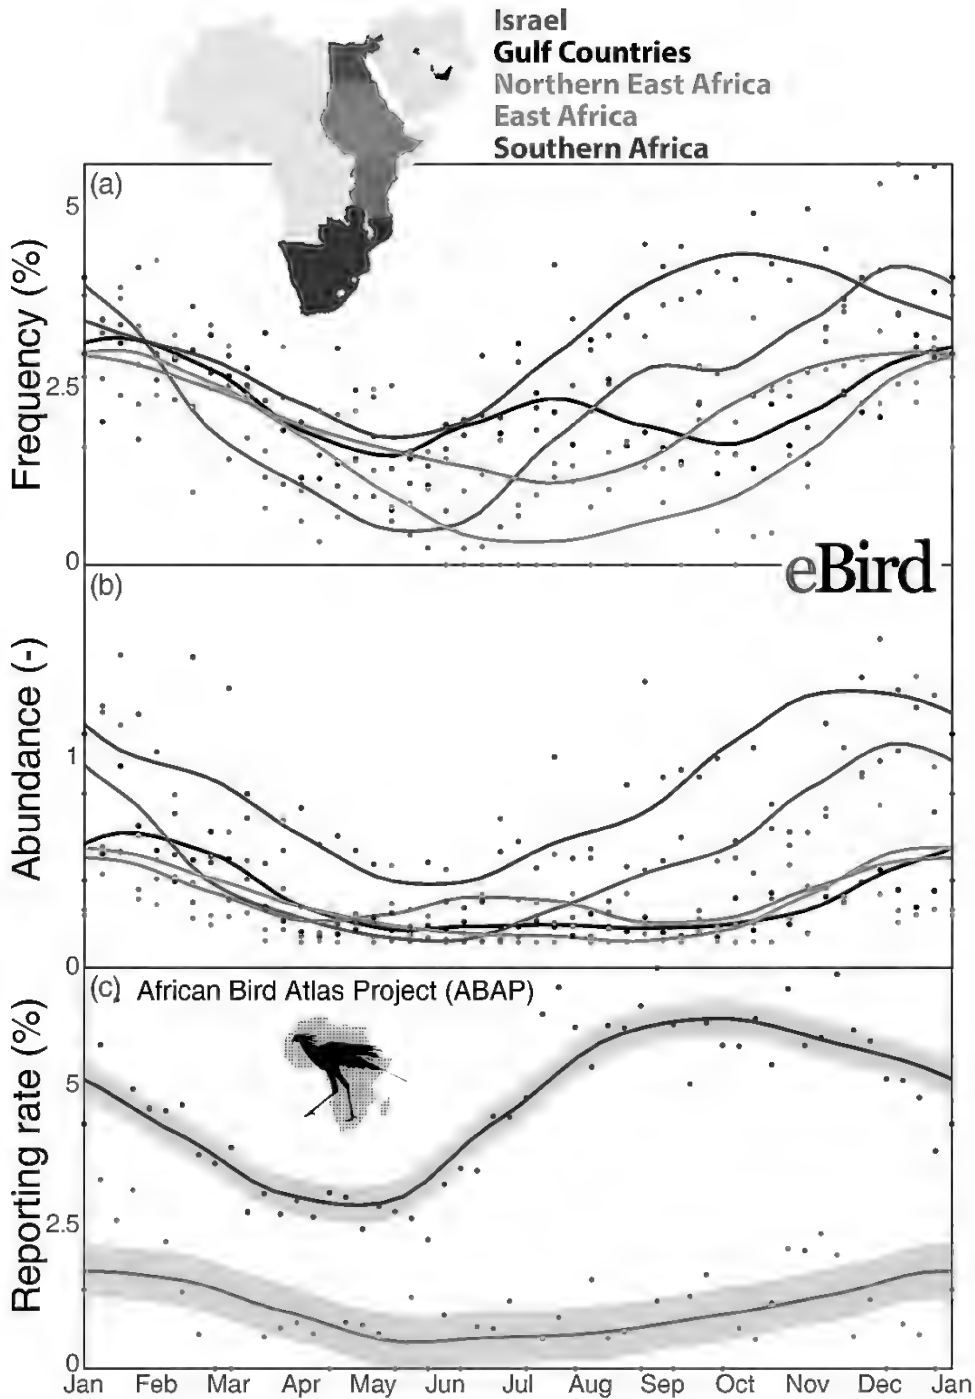 Israel
Gulf Countries
Northern East Africa
East Africa
Southern Africa
(a)
5
2.5
0
Frequency (%)
eBird
(b)
1
0
Abundance (-)
(c) African Bird Atlas Project (ABAP)
5
2.5
0
Reporting rate (%)
Jan Feb Mar Apr May Jun Jul Aug Sep Oct Nov Dec Jan